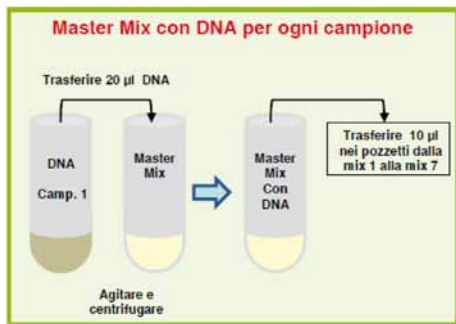 Master Mix con DNA per ogni campione
Trasferire 20 µl DNA
DNA
Camp. 1
Master
Mix
Master
Mix
Con
DNA
Trasferire 10 µl
nei pozzetti dalla
mix 1 alla mix 7
Agitare e
centrifugare